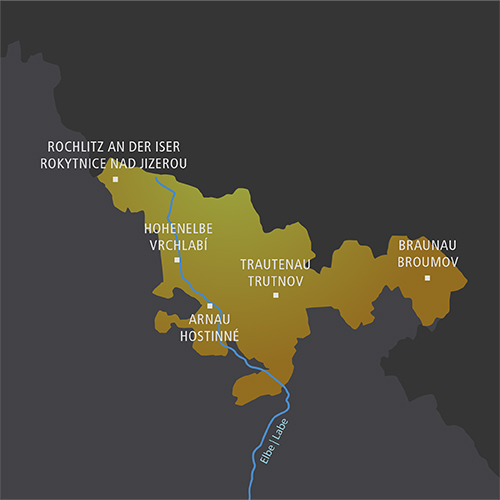 ROCHLITZ AN DER ISER
ROKYTNICE NAD JIZEROU
HOHENELBE
VRCHLABÍ
BRAUNAU
BROUMOV
TRAUTENAU
TRUTNOV
ARNAU
HOSTINNÉ
Elbe | Labe